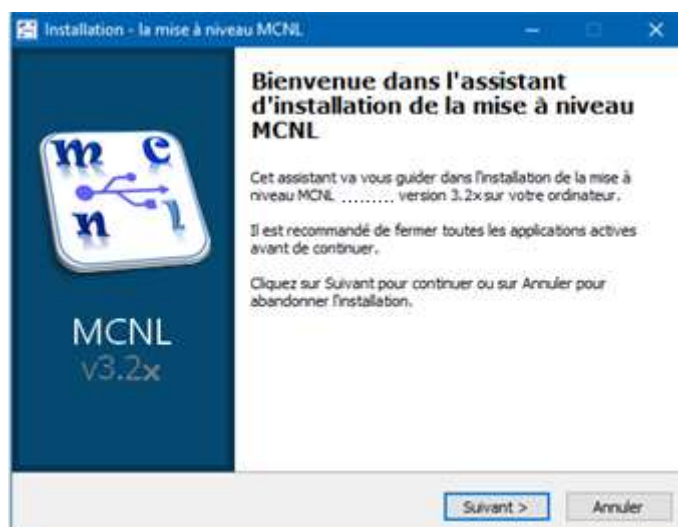 Installation - la mise à niveau MCNL
Bienvenue dans l'assistant
d'installation de la mise à niveau
MCNL
Cet assistant va vous guider dans l'installation de la mise à
niveau MCNL ......... version 3.2x sur votre ordinateur.
Il est recommandé de fermer toutes les applications actives
avant de continuer.
Cliquez sur Suivant pour continuer ou sur Annuler pour
abandonner l'installation.
m c
n l
MCNL
v3.2x
Suivant >
Annuler